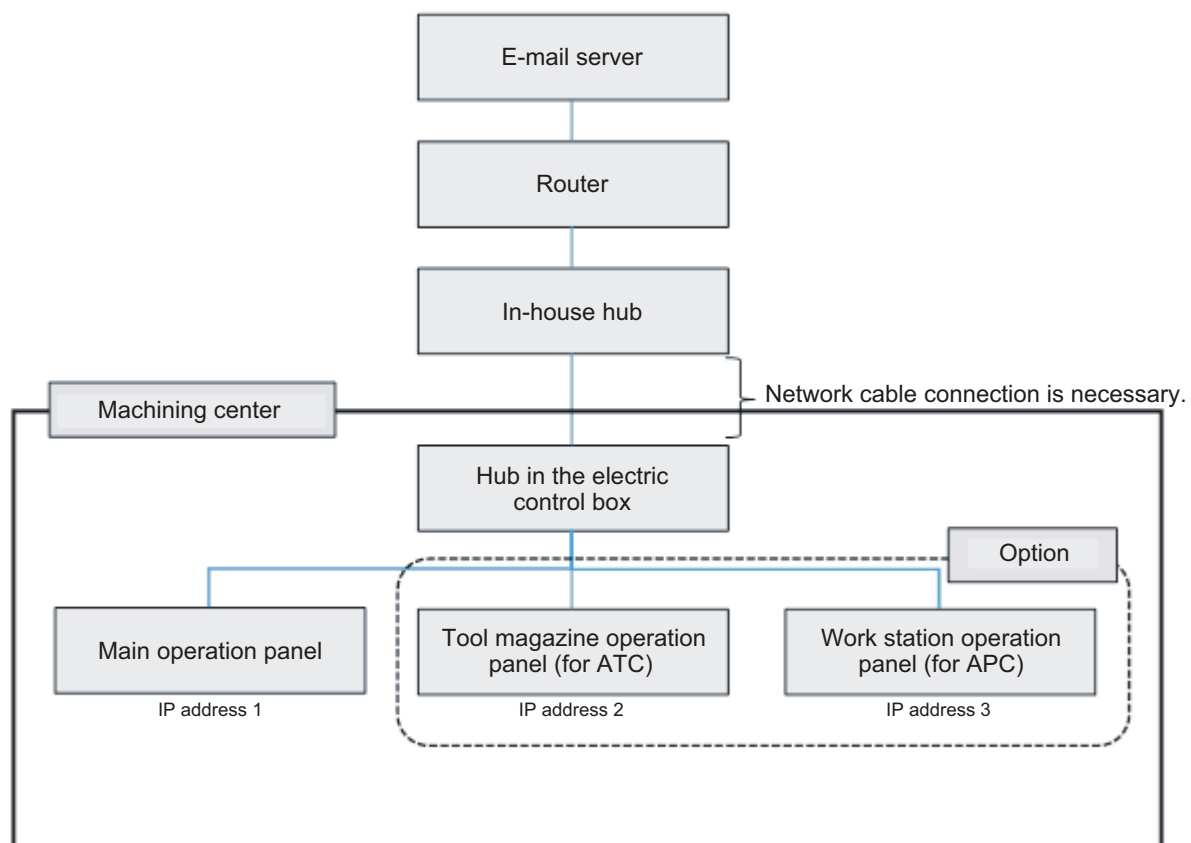 E-mail server
Router
In-house hub
Network cable connection is necessary.
Machining center
Hub in the electric
control box
Option
Main operation panel
Tool magazine operation
panel (for ATC)
Work station operation
panel (for APC)
IP address 1
IP address 2
IP address 3